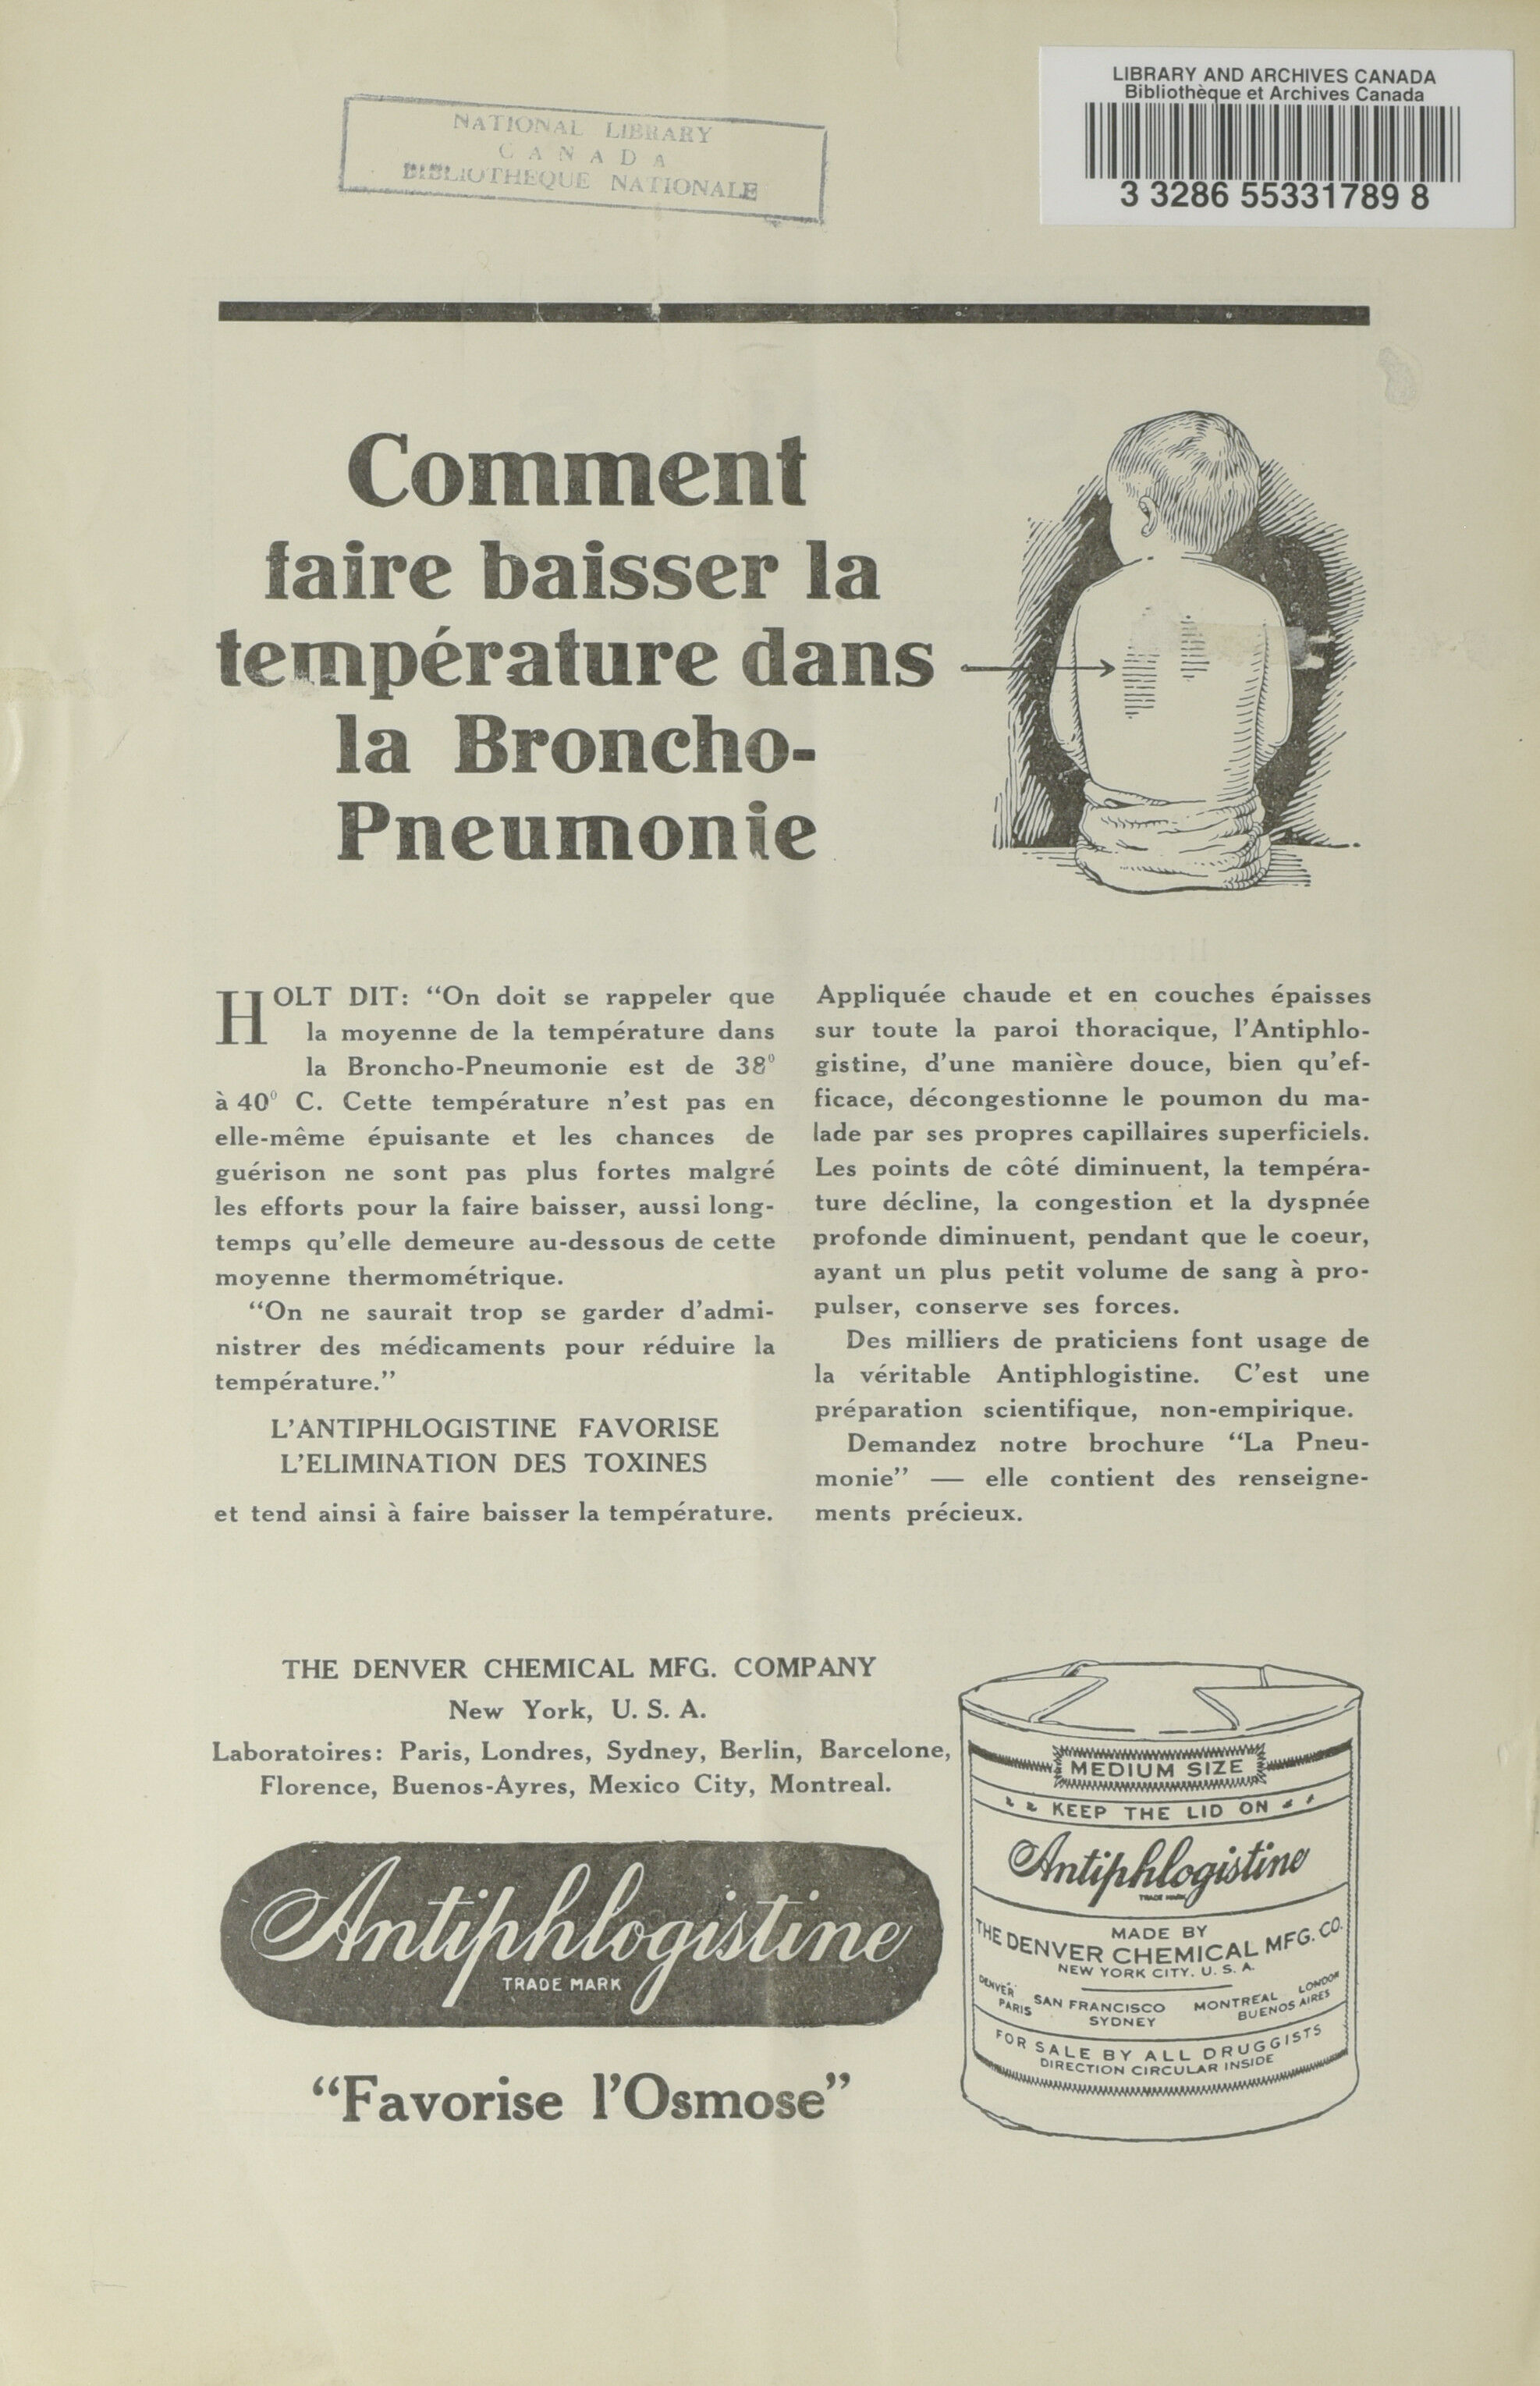 LIBRARY AND ARCHIVES CANADA
Bibliothèque et Archives Canada
3 3286 55331789 8
NATIONAL LIBRARY
CANADA
BIBLIOTHEQUE NATIONALE
Comment
faire baisser la
température dans
la Broncho-
Pneumonie
HOLT DIT: “On doit se rappeler que
la moyenne de la température dans
la Broncho-Pneumonie est de 38°
à 40° C. Cette température n’est pas en
elle-même épuisante et les chances de
guérison ne sont pas plus fortes malgré
les efforts pour la faire baisser, aussi long-
temps qu’elle demeure au-dessous de cette
moyenne thermométrique.
“On ne saurait trop se garder d’admi-
nistrer des médicaments pour réduire la
température.”
L’ANTIPHLOGISTINE FAVORISE
L’ELIMINATION DES TOXINES
et tend ainsi à faire baisser la température.
Appliquée chaude et en couches épaisses
sur toute la paroi thoracique, l’Antiphlo-
gistine, d’une manière douce, bien qu’ef-
ficace, décongestionne le poumon du ma-
lade par ses propres capillaires superficiels.
Les points de côté diminuent, la tempéra-
ture décline, la congestion et la dyspnée
profonde diminuent, pendant que le coeur,
ayant un plus petit volume de sang à pro-
pulser, conserve ses forces.
Des milliers de praticiens font usage de
la véritable Antiphlogistine. C’est une
préparation scientifique, non-empirique.
Demandez notre brochure “La Pneu-
monie” — elle contient des renseigne-
ments précieux.
THE DENVER CHEMICAL MFG. COMPANY
New York, U. S. A.
Laboratoires: Paris, Londres, Sydney, Berlin, Barcelone,
Florence, Buenos-Ayres, Mexico City, Montreal.
Antiphlogistine
TRADE MARK
“Favorise l’Osmose”
MEDIUM SIZE
KEEP THE LID ON
Antiphlogistine
TRADE MARK
MADE BY
THE DENVER CHEMICAL MFG. CO.
NEW YORK CITY. U. S. A.
DENVER SAN FRANCISCO MONTREAL LONDON
PARIS SYDNEY BUENOS AIRES
FOR SALE BY ALL DRUGGISTS
DIRECTION CIRCULAR INSIDE